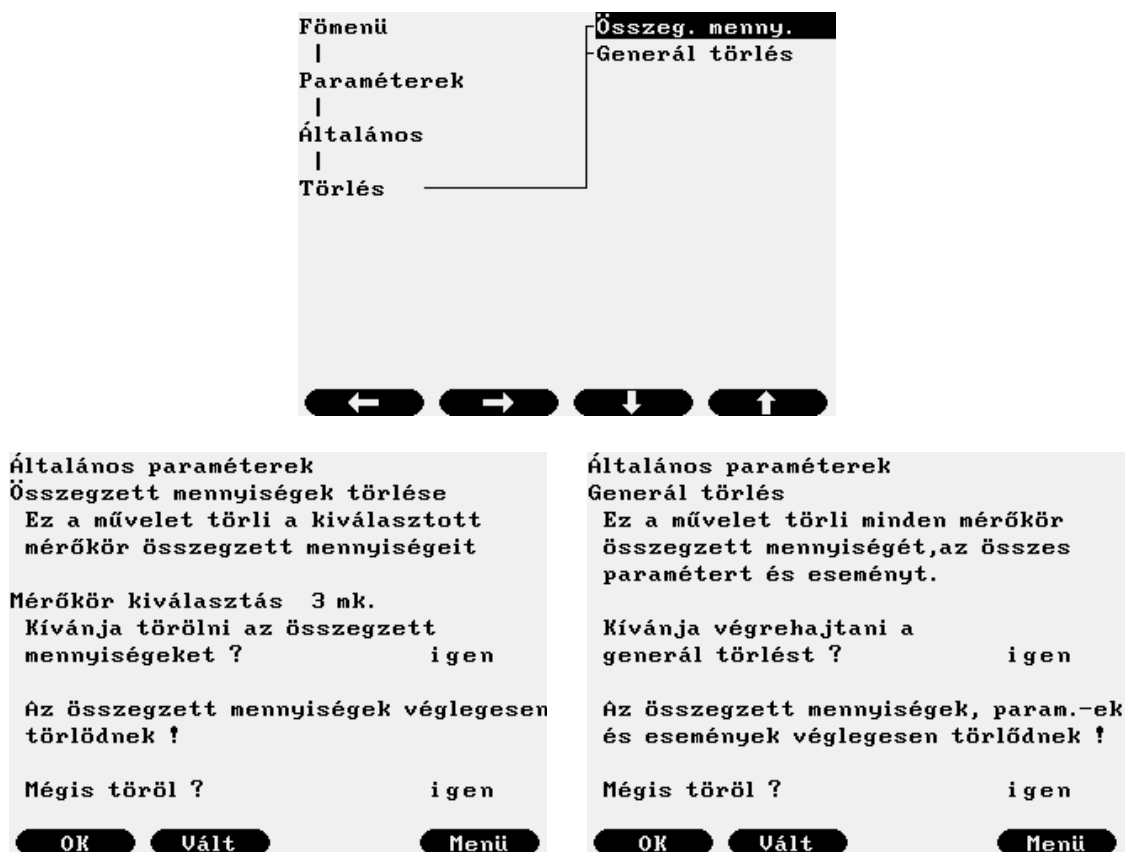 Fömenü
Paraméterek
Általános
Törlés
Összeg. menny.
Generál törlés
Általános paraméterek
Összegzett mennyiségek törlése
Ez a művelet törli a kiválasztott
mérőkör összegzett mennyiségeit
Mérőkör kiválasztás 3 mk.
Kívánja törölni az összegzett
mennyiségeket ? igen
Az összegzett mennyiségek véglegesen
törlödnek !
Mégis töröl ? igen
OK Vált Menü
Általános paraméterek
Generál törlés
Ez a művelet törli minden mérőkör
összegzett mennyiségét,az összes
paramétert és eseményt.
Kívánja végrehajtani a
generál törlést ? igen
Az összegzett mennyiségek, param.-ek
és események véglegesen törlődnek !
Mégis töröl ? igen
OK Vált Menü